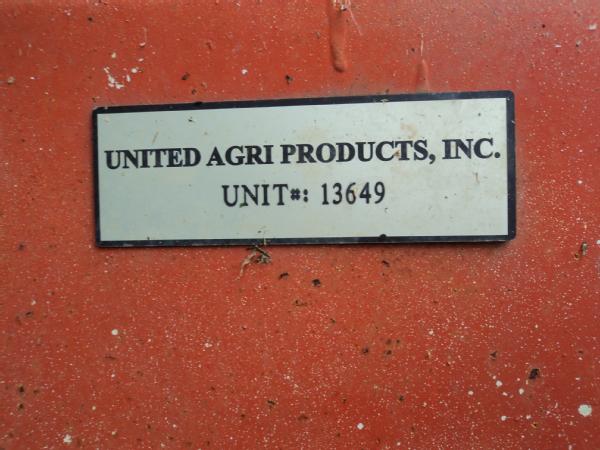 UNITED AGRI PRODUCTS, INC.
UNIT#: 13649